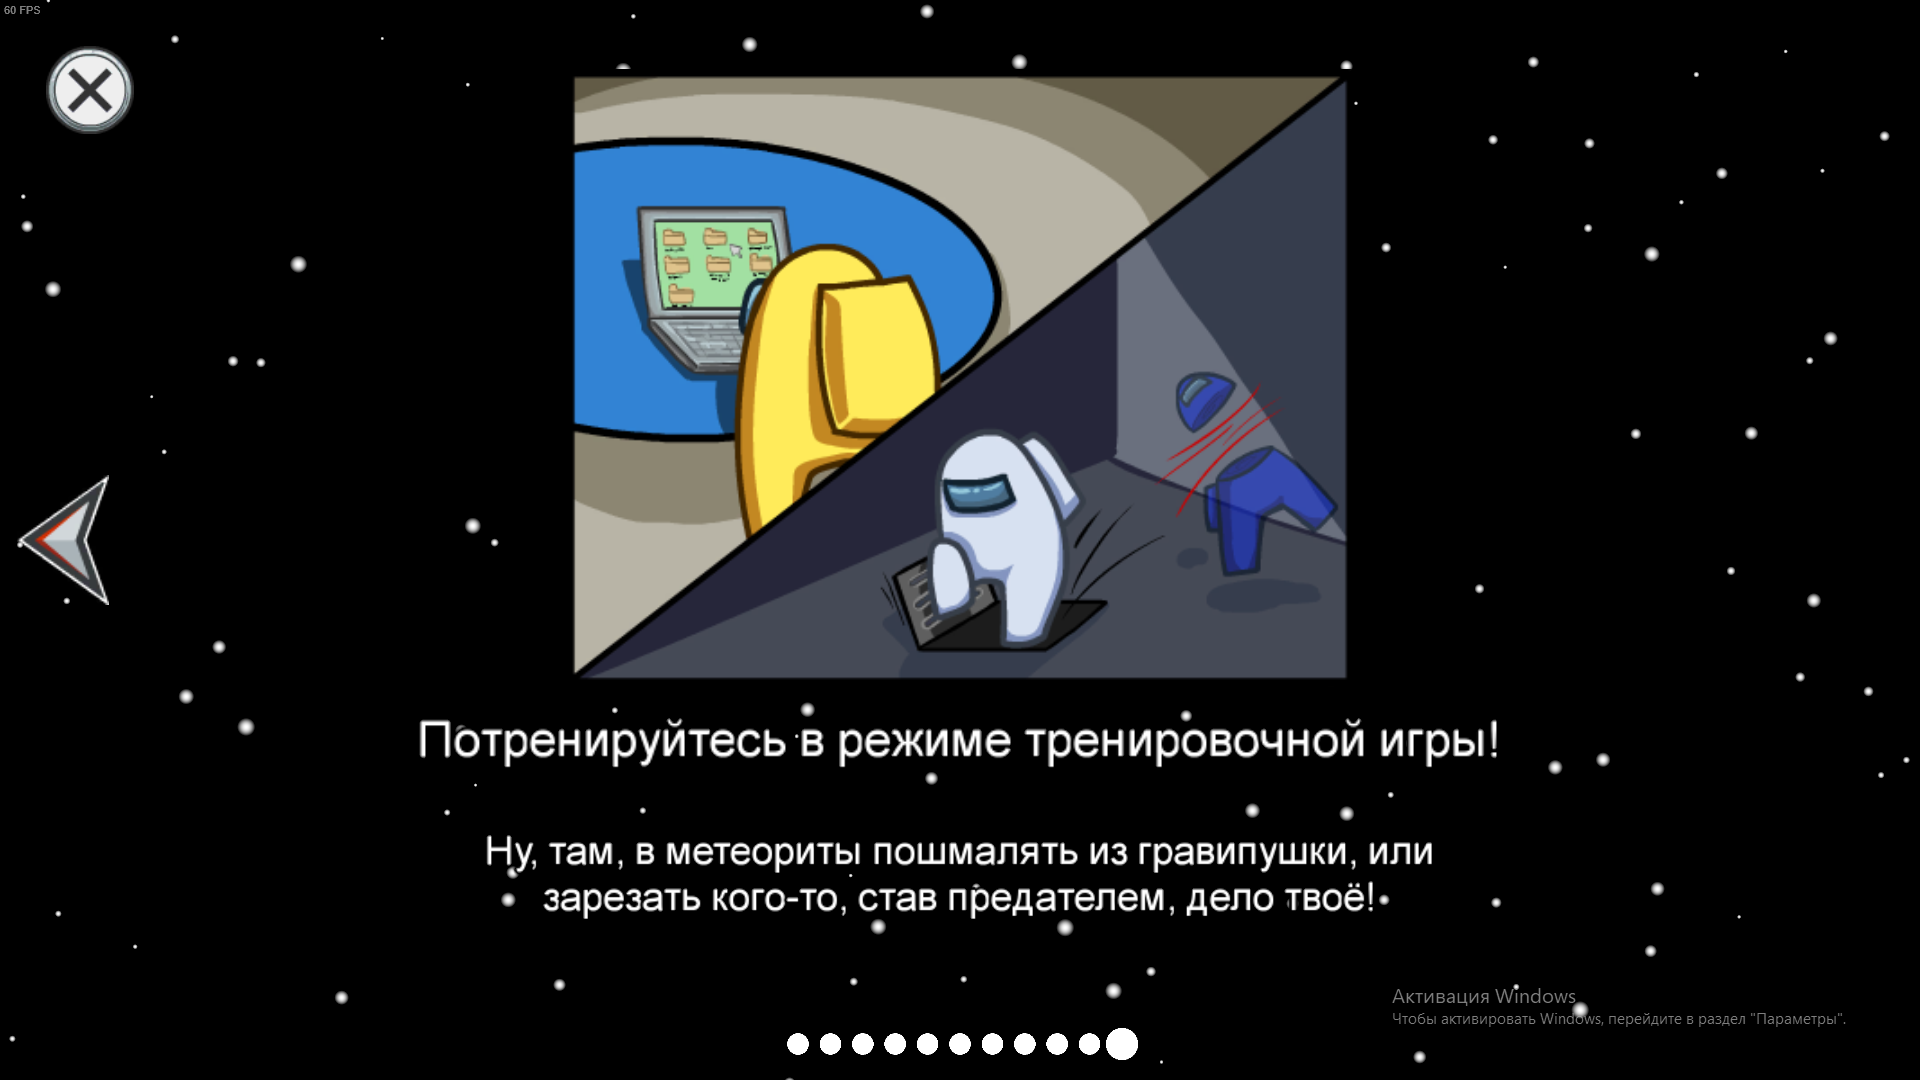 60 FPS
Потренируйтесь в режиме тренировочной игры!
Ну, там, в метеориты пошмалять из гравипушки, или
зарезать кого-то, став предателем, дело твоё!
Активация Windows
Чтобы активировать Windows, перейдите в раздел "Параметры".